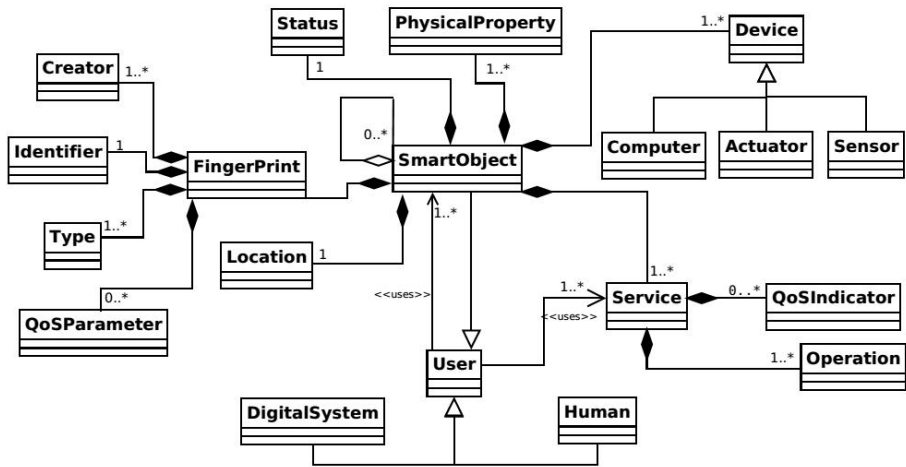 Status
PhysicalProperty
Device
1..*
Creator
1..*
1
1..*
Identifier
1
FingerPrint
0..*
SmartObject
Computer
Actuator
Sensor
Type
1..*
1..*
Location
1
0..*
<<uses>>
1..*
1..*
<<uses>>
Service
0..*
QoSIndicator
QoSParameter
User
1..*
Operation
DigitalSystem
Human